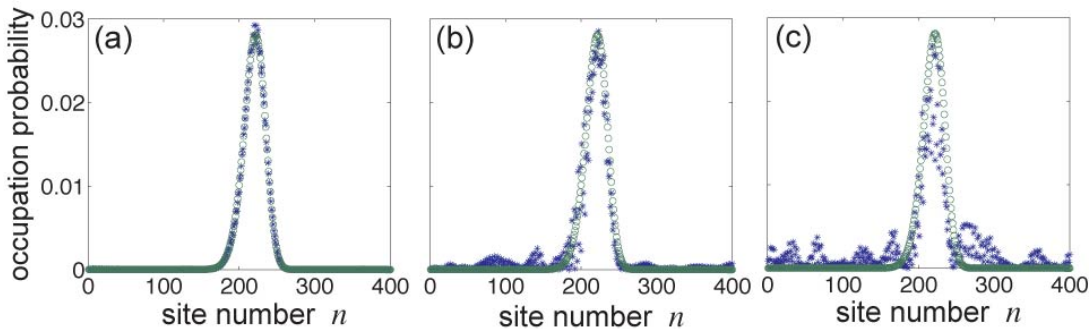 (a)
(b)
(c)
occupation probability
0.03
0.02
0.01
0
0 100 200 300 400
0 100 200 300 400
0 100 200 300 400
site number n
site number n
site number n